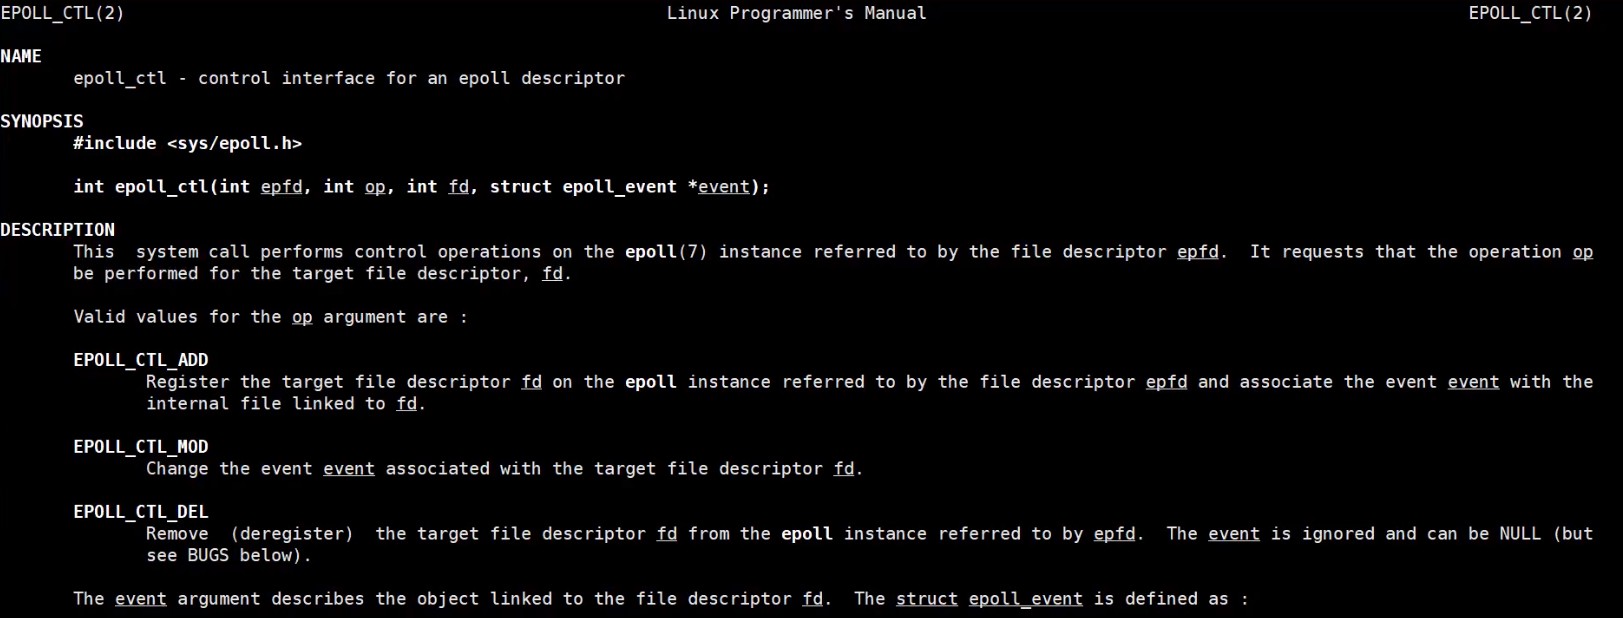 EPOLL_CTL(2) Linux Programmer's Manual EPOLL_CTL(2)
NAME
epoll_ctl - control interface for an epoll descriptor
SYNOPSIS
#include <sys/epoll.h>
int epoll_ctl(int epfd, int op, int fd, struct epoll_event *event);
DESCRIPTION
This  system call performs control operations on the epoll(7) instance referred to by the file descriptor epfd.  It requests that the operation op
be performed for the target file descriptor, fd.
Valid values for the op argument are :
EPOLL_CTL_ADD
Register the target file descriptor fd on the epoll instance referred to by the file descriptor epfd and associate the event event with the
internal file linked to fd.
EPOLL_CTL_MOD
Change the event event associated with the target file descriptor fd.
EPOLL_CTL_DEL
Remove  (deregister)  the target file descriptor fd from the epoll instance referred to by epfd.  The event is ignored and can be NULL (but
see BUGS below).
The event argument describes the object linked to the file descriptor fd.  The struct epoll_event is defined as :